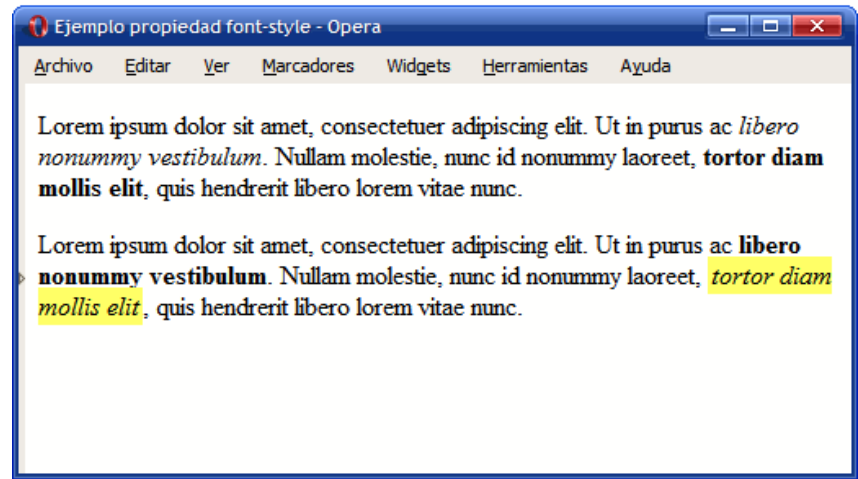 Ejemplo propiedad font-style - Opera
Archivo Editar Ver Marcadores Widgets Herramientas Ayuda
Lorem ipsum dolor sit amet, consectetuer adipiscing elit. Ut in purus ac libero
nonummy vestibulum. Nullam molestie, nunc id nonummy laoreet, tortor diam
mollis elit, quis hendrerit libero lorem vitae nunc.
Lorem ipsum dolor sit amet, consectetuer adipiscing elit. Ut in purus ac libero
nonummy vestibulum. Nullam molestie, nunc id nonummy laoreet, tortor diam
mollis elit, quis hendrerit libero lorem vitae nunc.